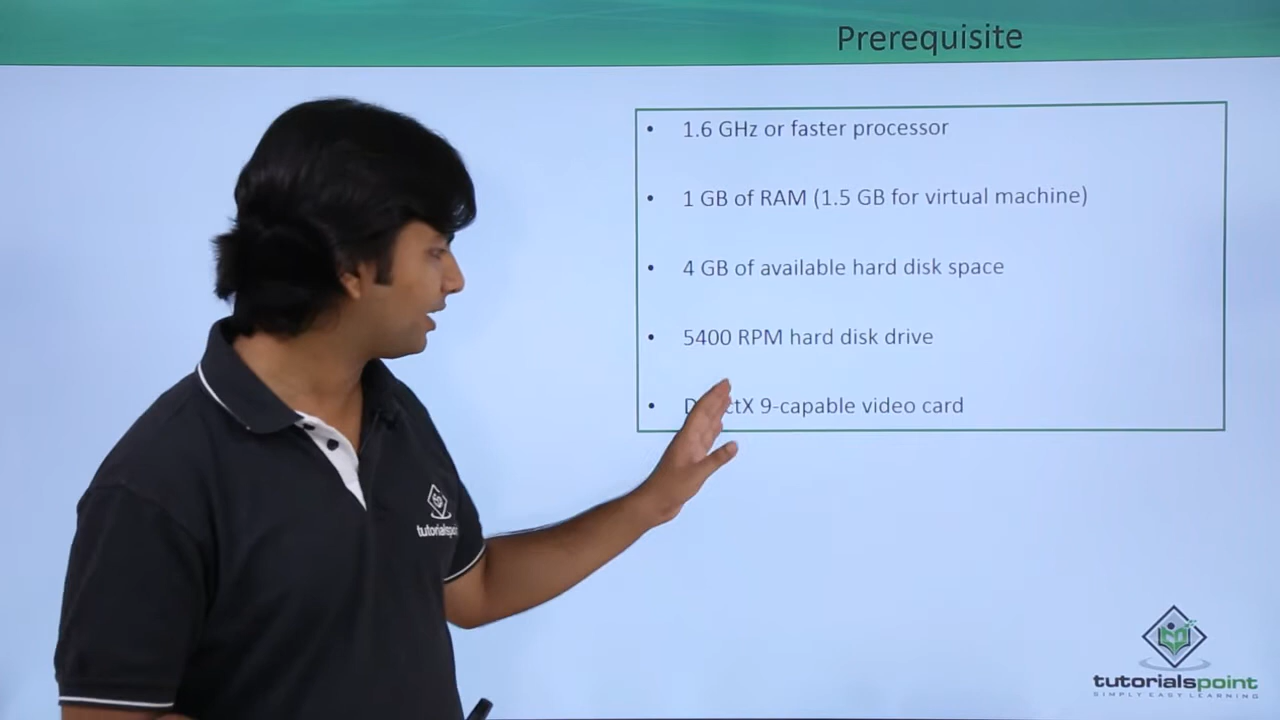 Prerequisite
• 1.6 GHz or faster processor
• 1 GB of RAM (1.5 GB for virtual machine)
• 4 GB of available hard disk space
• 5400 RPM hard disk drive
• 9-capable video card
tutorialspoint
tutorialspoint
SIMPLY EASY LEARNING